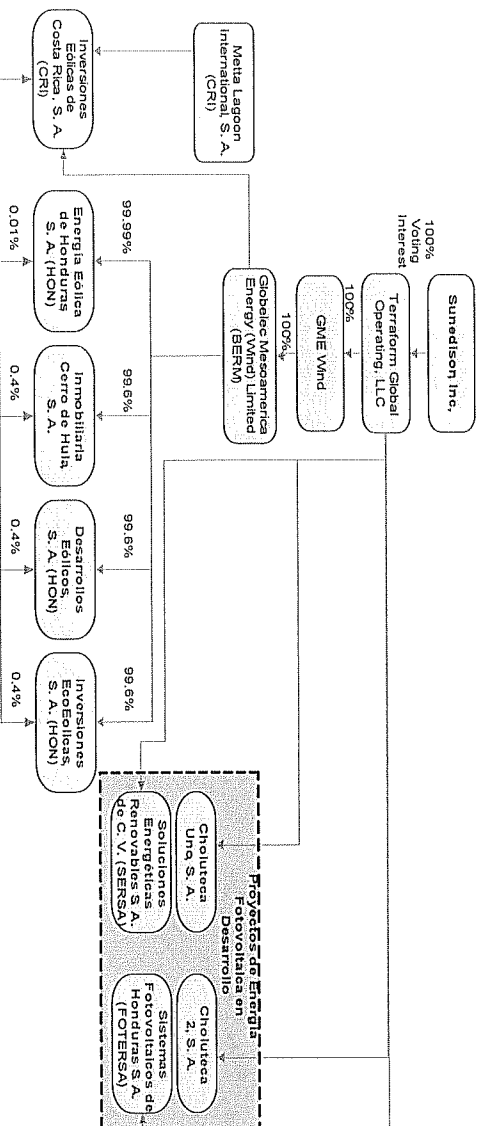 Sunedison Inc,
100%
Voting
Interest
Terraform Global
Operating, LLC
100%
GME Wind
100%
Globelec Mesoamerica
Energy (Wind) Limited
(BERM)
Metta Lagoon
International, S. A.
(CRI)
Inversiones
Eólicas de
Costa Rica, S. A.
(CRI)
99.99%
99.6%
99.6%
99.6%
Energía Eólica
de Honduras
S. A. (HON)
Inmobiliaria
Cerro de Hula,
S. A.
Desarrollos
Eólicos,
S. A. (HON)
Inversiones
EcoEolicas,
S. A. (HON)
0.01%
0.4%
0.4%
0.4%
Proyectos de Energía
Fotovoltaica en
Desarrollo
Choluteca
Uno, S. A.
Choluteca
2, S. A.
Soluciones
Energéticas
Renovables S. A.
de C. V. (SERSA)
Sistemas
Fotovoltaicos de
Honduras S. A.
(FOTERSA)